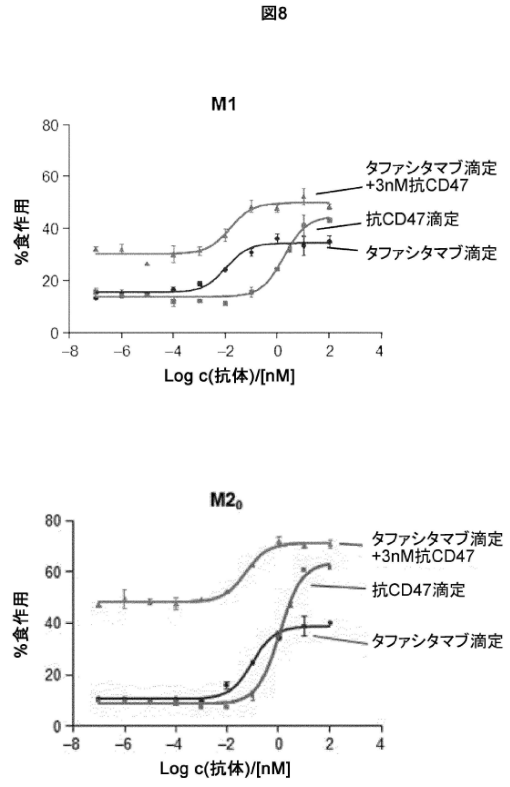 図8
M1
80
60
40
20
0
%食作用
−8 −6 −4 −2 0 2 4
Log c(抗体)/[nM]
タファシタマブ滴定
+3nM抗CD47
抗CD47滴定
タファシタマブ滴定
M2₀
80
60
40
20
0
%食作用
−8 −6 −4 −2 0 2 4
Log c(抗体)/[nM]
タファシタマブ滴定
+3nM抗CD47
抗CD47滴定
タファシタマブ滴定